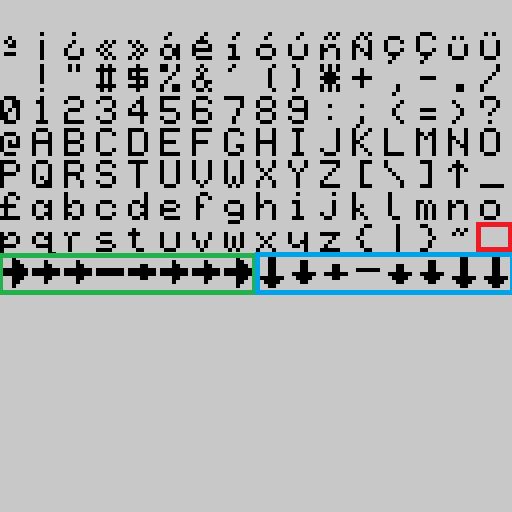 ª ¡ ¿ « » á é í ó ú ñ Ñ ç Ç ü Ü
! " # $ % & ' ( ) * + , - . /
0 1 2 3 4 5 6 7 8 9 : ; < = > ?
@ A B C D E F G H I J K L M N O
P Q R S T U V W X Y Z [ \ ] ↑ _
£ a b c d e f g h i j k l m n o
p q r s t u v w x y z { | } ~